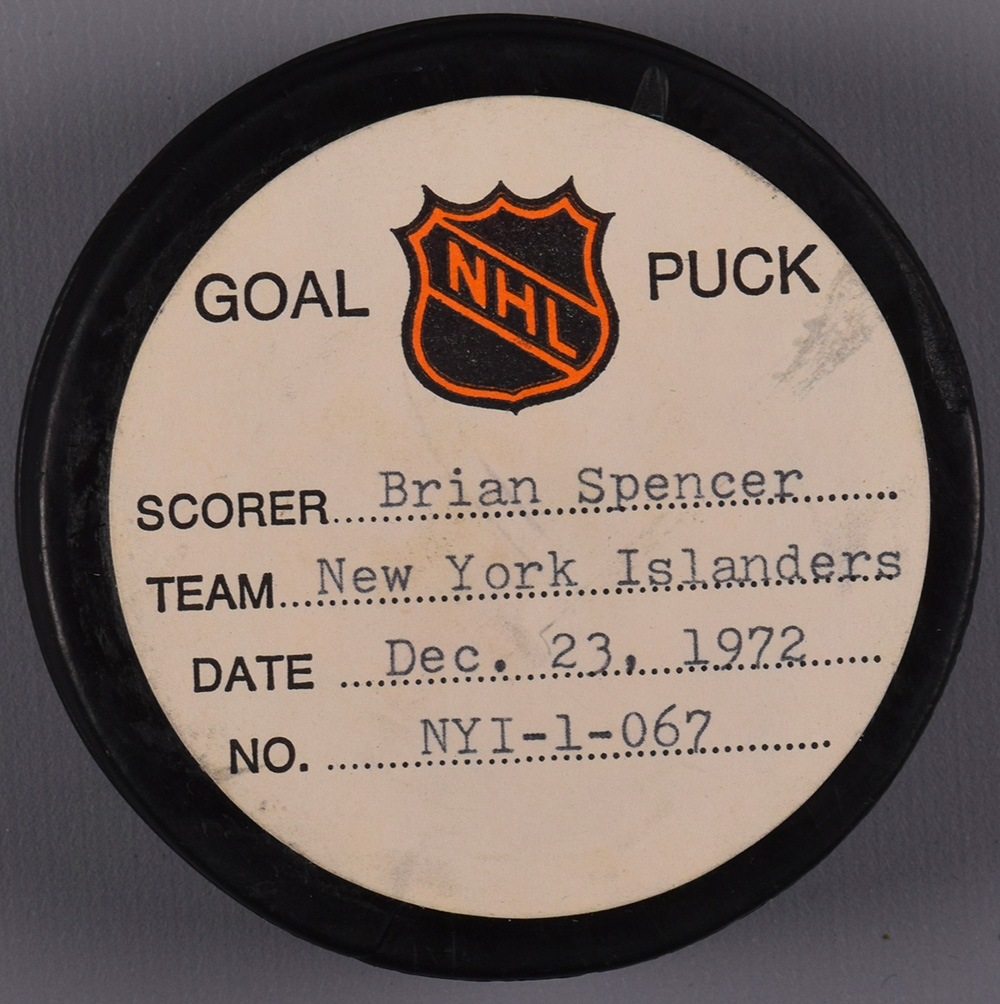 GOAL NHL PUCK
SCORER Brian Spencer
TEAM New York Islanders
DATE Dec. 23, 1972
NO. NYI-1-067